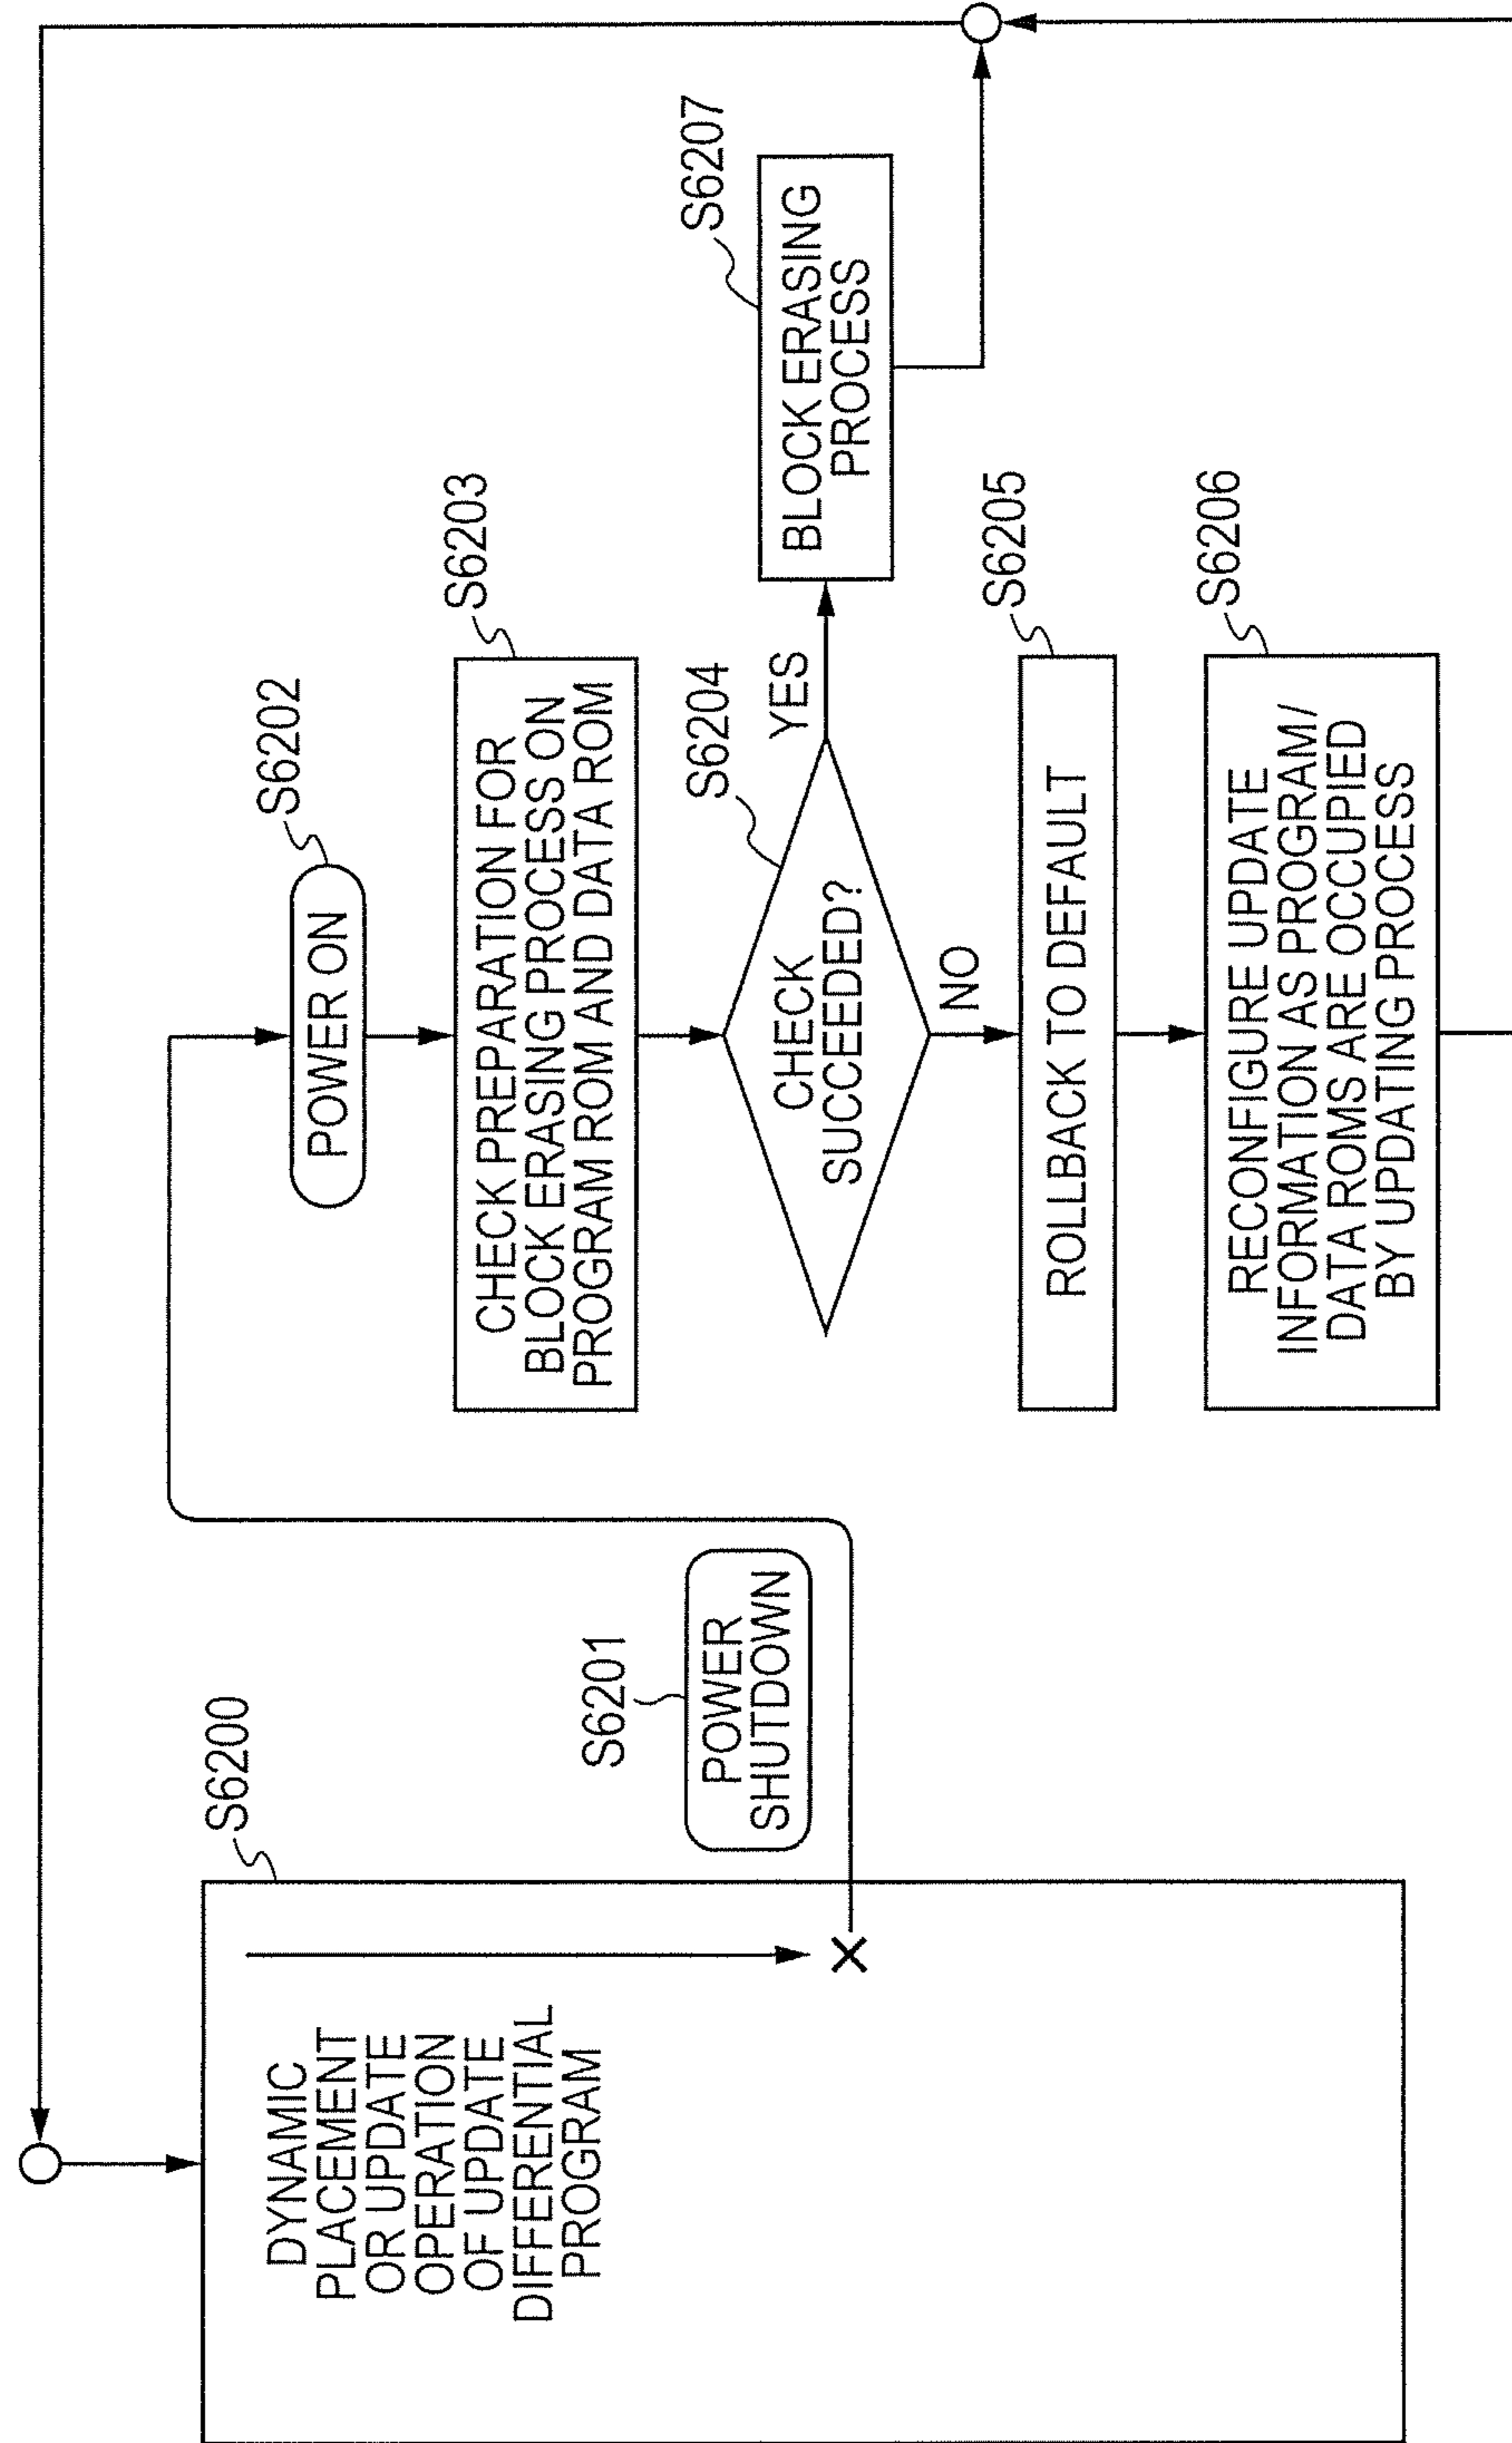 S6200
DYNAMIC
PLACEMENT
OR UPDATE
OPERATION
OF UPDATE
DIFFERENTIAL
PROGRAM
S6201
POWER
SHUTDOWN
S6202
POWER ON
S6203
CHECK PREPARATION FOR
BLOCK ERASING PROCESS ON
PROGRAM ROM AND DATA ROM
S6204
CHECK
SUCCEEDED?
YES
NO
S6207
BLOCK ERASING
PROCESS
S6205
ROLLBACK TO DEFAULT
S6206
RECONFIGURE UPDATE
INFORMATION AS PROGRAM/
DATA ROMS ARE OCCUPIED
BY UPDATING PROCESS